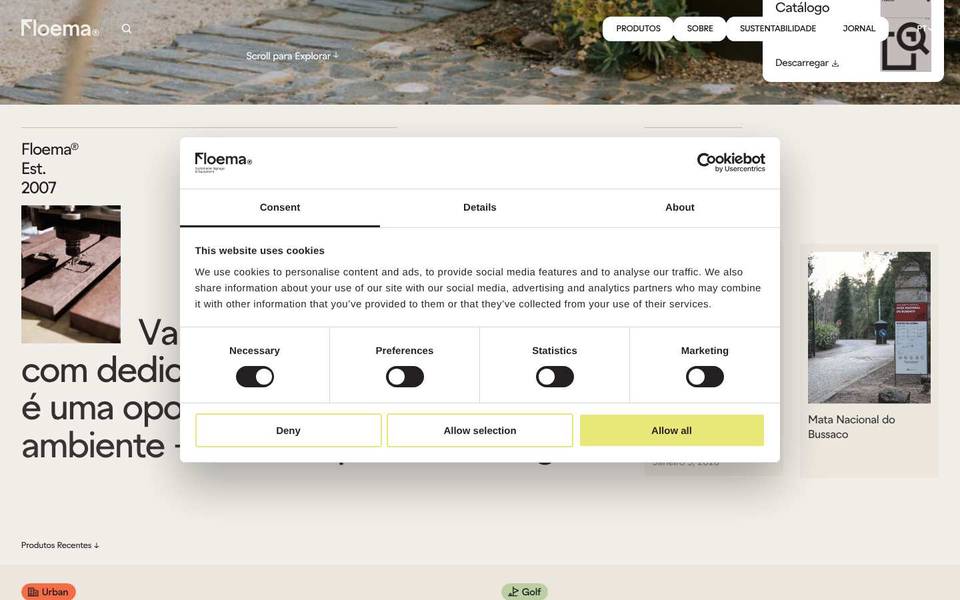 Floema®
PRODUTOS
SOBRE
SUSTENTABILIDADE
JORNAL
PT
Catálogo
Scroll para Explorar ↓
Descarregar
Floema®
Est.
2007
Floema®
Cookiebot
by Usercentrics
Consent
Details
About
This website uses cookies
We use cookies to personalise content and ads, to provide social media features and to analyse our traffic. We also
share information about your use of our site with our social media, advertising and analytics partners who may combine
it with other information that you've provided to them or that they've collected from your use of their services.
Necessary
Preferences
Statistics
Marketing
Deny
Allow selection
Allow all
Va
com dedic
é uma opo
ambiente -
Mata Nacional do
Bussaco
Produtos Recentes ↓
Urban
Golf